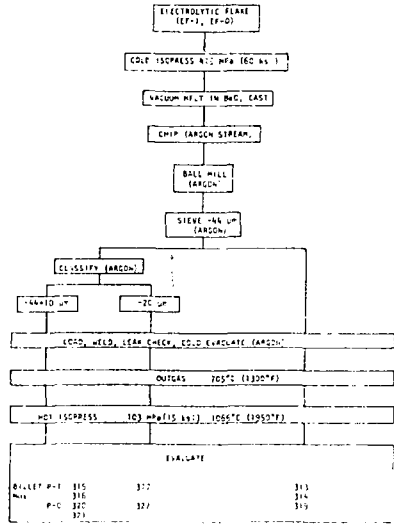 ELECTROLYTIC FLAKE
(EF-1, EF-0)
COLD ISOPRESS MPa (60 ksi)
VACUUM MELT IN BeO, CAST
CHIP (ARGON STREAM)
BALL MILL
(ARGON)
SIEVE -44 µm
(ARGON)
CLASSIFY (ARGON)
-44+10 µm
-20 µm
LOAD, WELD, LEAK CHECK, COLD EVACUATE (ARGON)
OUTGAS 705°C (1300°F)
HOT ISOPRESS 103 MPa (15 ksi) 1066°C (1950°F)
EVALUATE
BILLET P-1 315 313
316 314
P-0 320 327 319
321